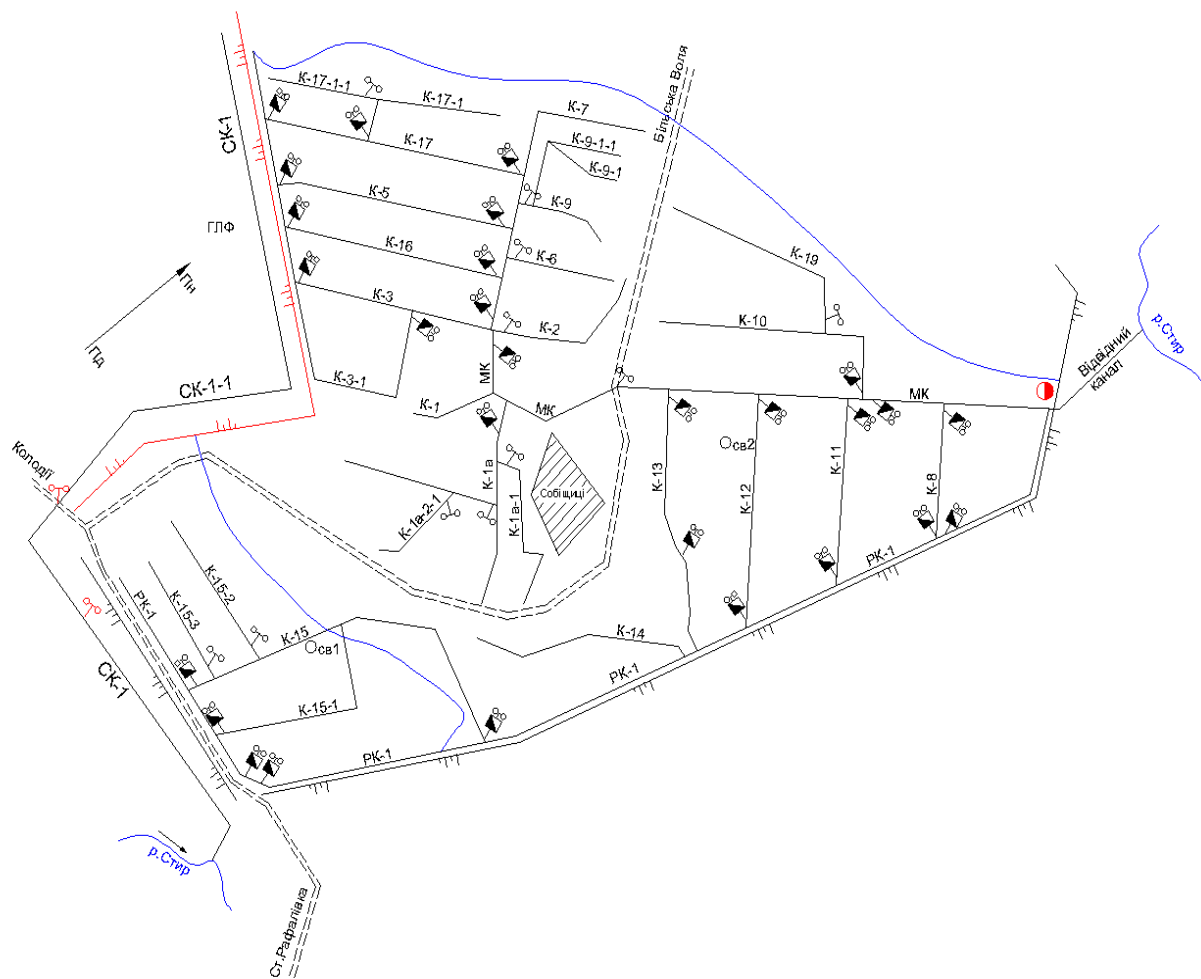 К-17-1-1
К-17-1
К-7
Більська Воля
СК-1
К-17
К-9-1-1
К-9-1
К-5
К-9
ГЛФ
К-16
К-6
К-19
Пн
Пд
К-3
К-2
К-10
р.Стир
Відвідний
канал
МК
К-3-1
СК-1-1
К-1
МК
МК
Колодії
К-1а
К-1а-1
К-1а-2-1
Собіщиці
К-13
св2
К-12
К-11
К-8
РК-1
К-15-2
К-15-3
РК-1
К-15
св1
К-14
СК-1
К-15-1
РК-1
РК-1
р.Стир
Ст.Рафалівка